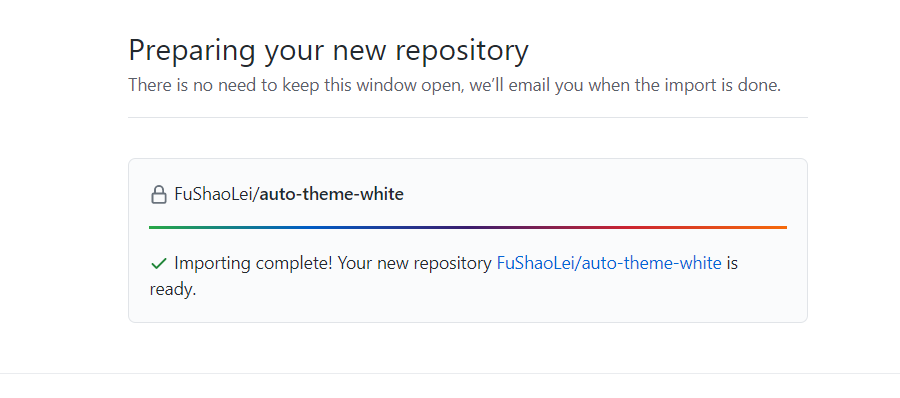 Preparing your new repository
There is no need to keep this window open, we’ll email you when the import is done.
FuShaoLei/auto-theme-white
Importing complete! Your new repository FuShaoLei/auto-theme-white is
ready.